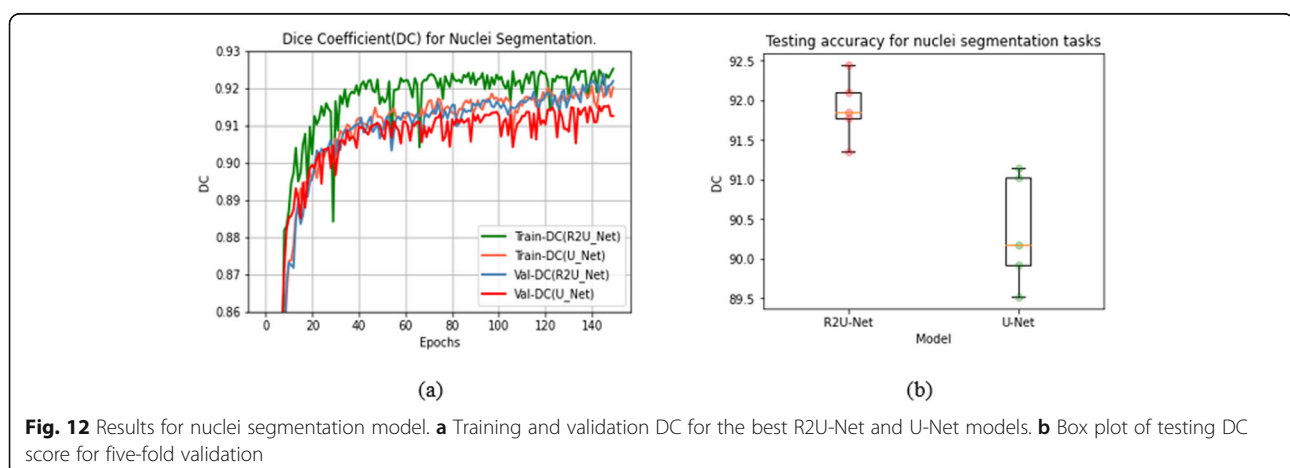 Dice Coefficient(DC) for Nuclei Segmentation.
0.93
0.92
0.91
0.90
0.89
0.88
0.87
0.86
DC
0 20 40 60 80 100 120 140
Epochs
Train-DC(R2U_Net)
Train-DC(U_Net)
Val-DC(R2U_Net)
Val-DC(U_Net)
(a)
Testing accuracy for nuclei segmentation tasks
92.5
92.0
91.5
91.0
90.5
90.0
89.5
DC
R2U-Net U-Net
Model
(b)
Fig. 12 Results for nuclei segmentation model. a Training and validation DC for the best R2U-Net and U-Net models. b Box plot of testing DC
score for five-fold validation